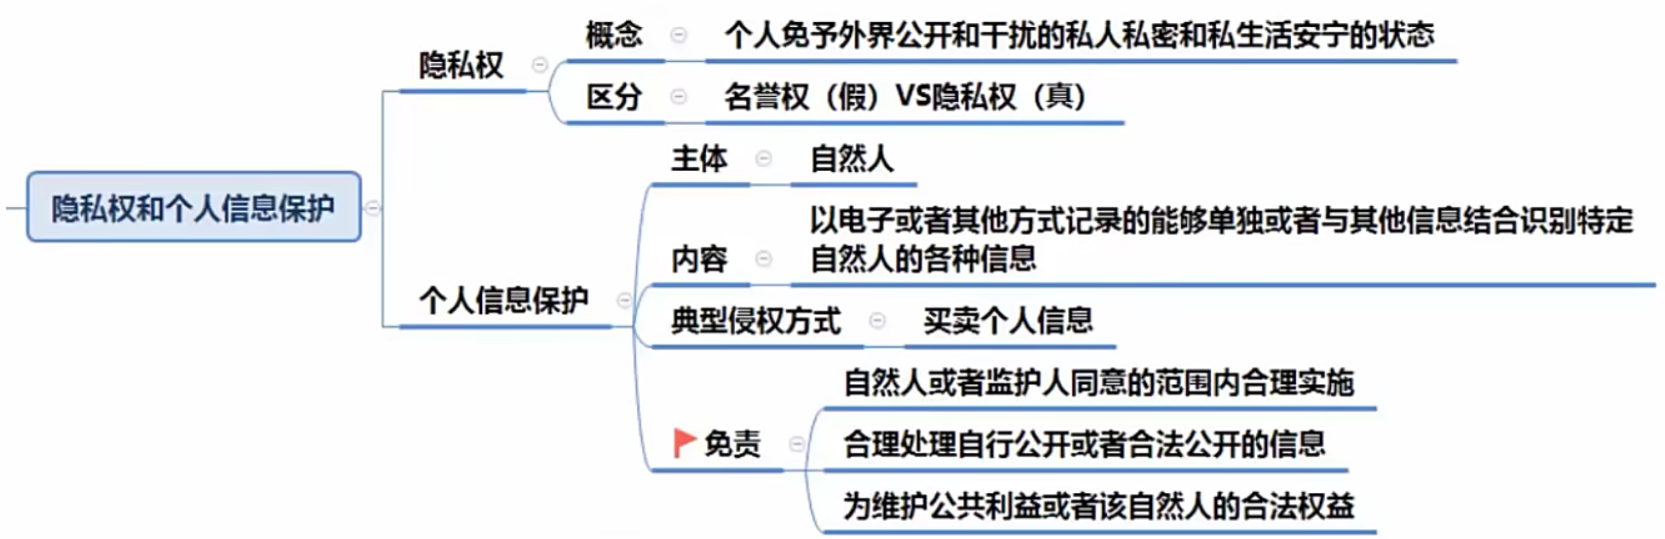 隐私权和个人信息保护
隐私权
概念
个人免予外界公开和干扰的私人私密和私生活安宁的状态
区分
名誉权（假）VS隐私权（真）
个人信息保护
主体
自然人
内容
以电子或者其他方式记录的能够单独或者与其他信息结合识别特定
自然人的各种信息
典型侵权方式
买卖个人信息
免责
自然人或者监护人同意的范围内合理实施
合理处理自行公开或者合法公开的信息
为维护公共利益或者该自然人的合法权益